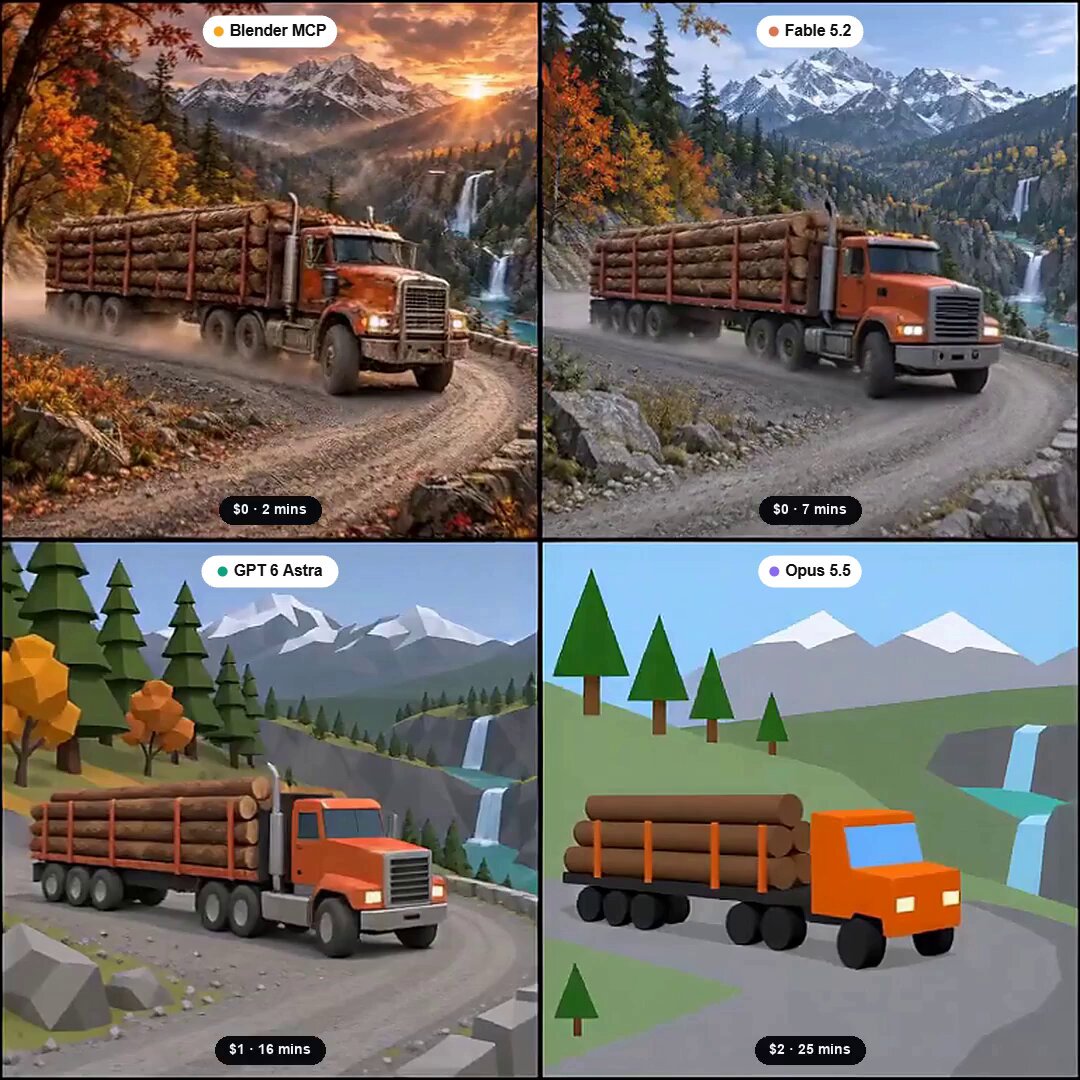 Blender MCP
Fable 5.2
$0 · 2 mins
$0 · 7 mins
GPT 6 Astra
Opus 5.5
$1 · 16 mins
$2 · 25 mins